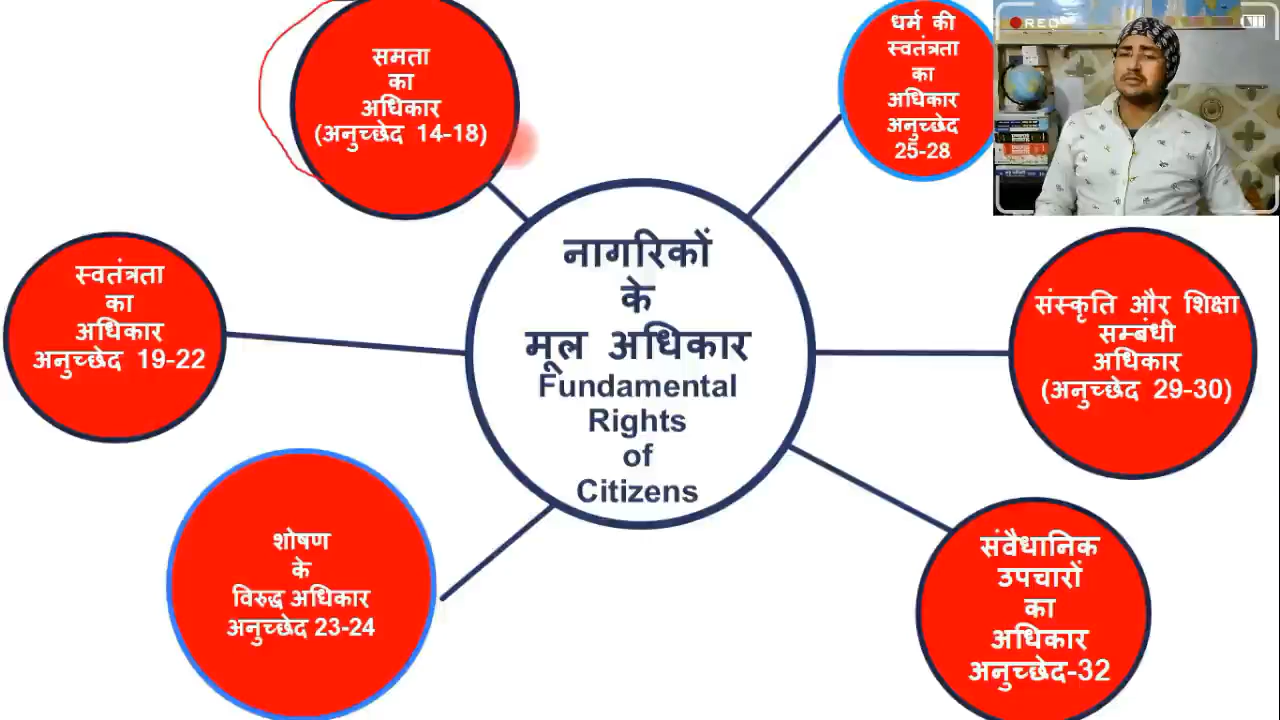 समता
का
अधिकार
(अनुच्छेद 14-18)
धर्म की
स्वतंत्रता
का
अधिकार
अनुच्छेद
25-28
REC
नागरिकों
के
मूल अधिकार
Fundamental
Rights
of
Citizens
स्वतंत्रता
का
अधिकार
अनुच्छेद 19-22
संस्कृति और शिक्षा
सम्बंधी
अधिकार
(अनुच्छेद 29-30)
शोषण
के
विरुद्ध अधिकार
अनुच्छेद 23-24
संवैधानिक
उपचारों
का
अधिकार
अनुच्छेद-32